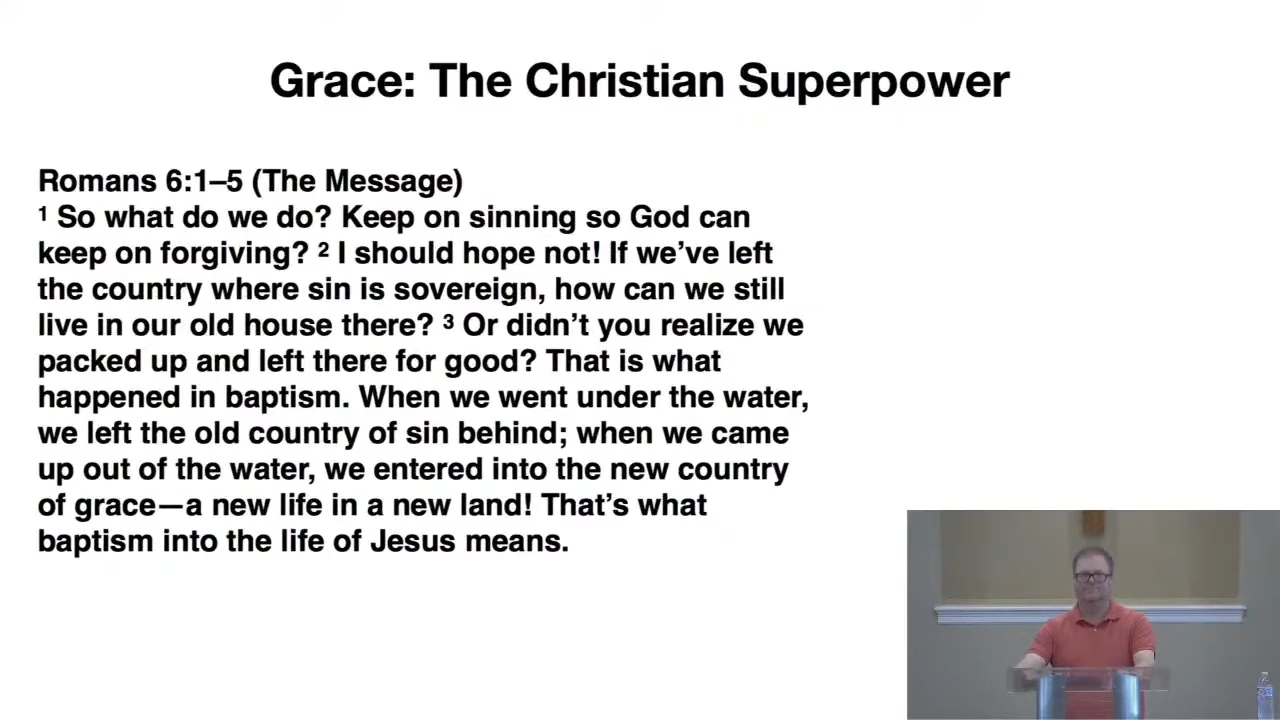 Grace: The Christian Superpower
Romans 6:1–5 (The Message)
¹ So what do we do? Keep on sinning so God can
keep on forgiving? ² I should hope not! If we’ve left
the country where sin is sovereign, how can we still
live in our old house there? ³ Or didn’t you realize we
packed up and left there for good? That is what
happened in baptism. When we went under the water,
we left the old country of sin behind; when we came
up out of the water, we entered into the new country
of grace—a new life in a new land! That’s what
baptism into the life of Jesus means.